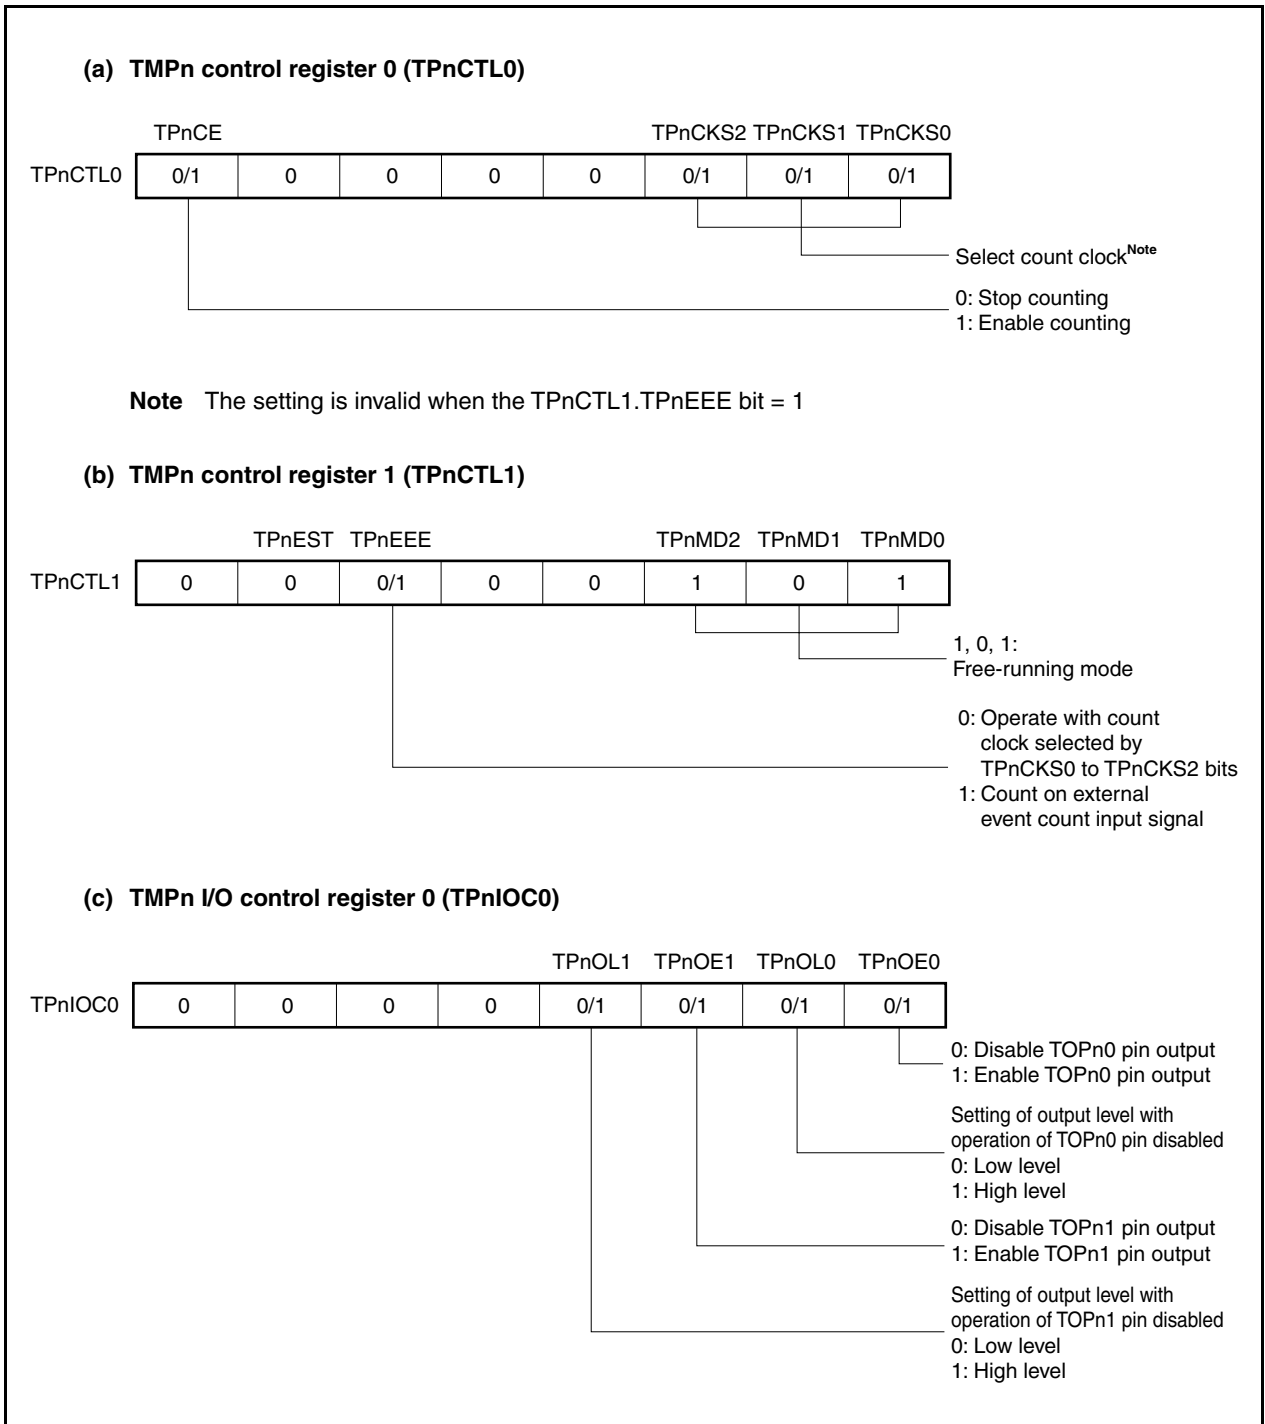 (a) TMPn control register 0 (TPnCTL0)
TPnCE TPnCKS2 TPnCKS1 TPnCKS0
TPnCTL0 0/1 0 0 0 0 0/1 0/1 0/1
Select count clockNote
0: Stop counting
1: Enable counting
Note The setting is invalid when the TPnCTL1.TPnEEE bit = 1
(b) TMPn control register 1 (TPnCTL1)
TPnEST TPnEEE TPnMD2 TPnMD1 TPnMD0
TPnCTL1 0 0 0/1 0 0 1 0 1
1, 0, 1:
Free-running mode
0: Operate with count
clock selected by
TPnCKS0 to TPnCKS2 bits
1: Count on external
event count input signal
(c) TMPn I/O control register 0 (TPnIOC0)
TPnOL1 TPnOE1 TPnOL0 TPnOE0
TPnIOC0 0 0 0 0 0/1 0/1 0/1 0/1
0: Disable TOPn0 pin output
1: Enable TOPn0 pin output
Setting of output level with
operation of TOPn0 pin disabled
0: Low level
1: High level
0: Disable TOPn1 pin output
1: Enable TOPn1 pin output
Setting of output level with
operation of TOPn1 pin disabled
0: Low level
1: High level